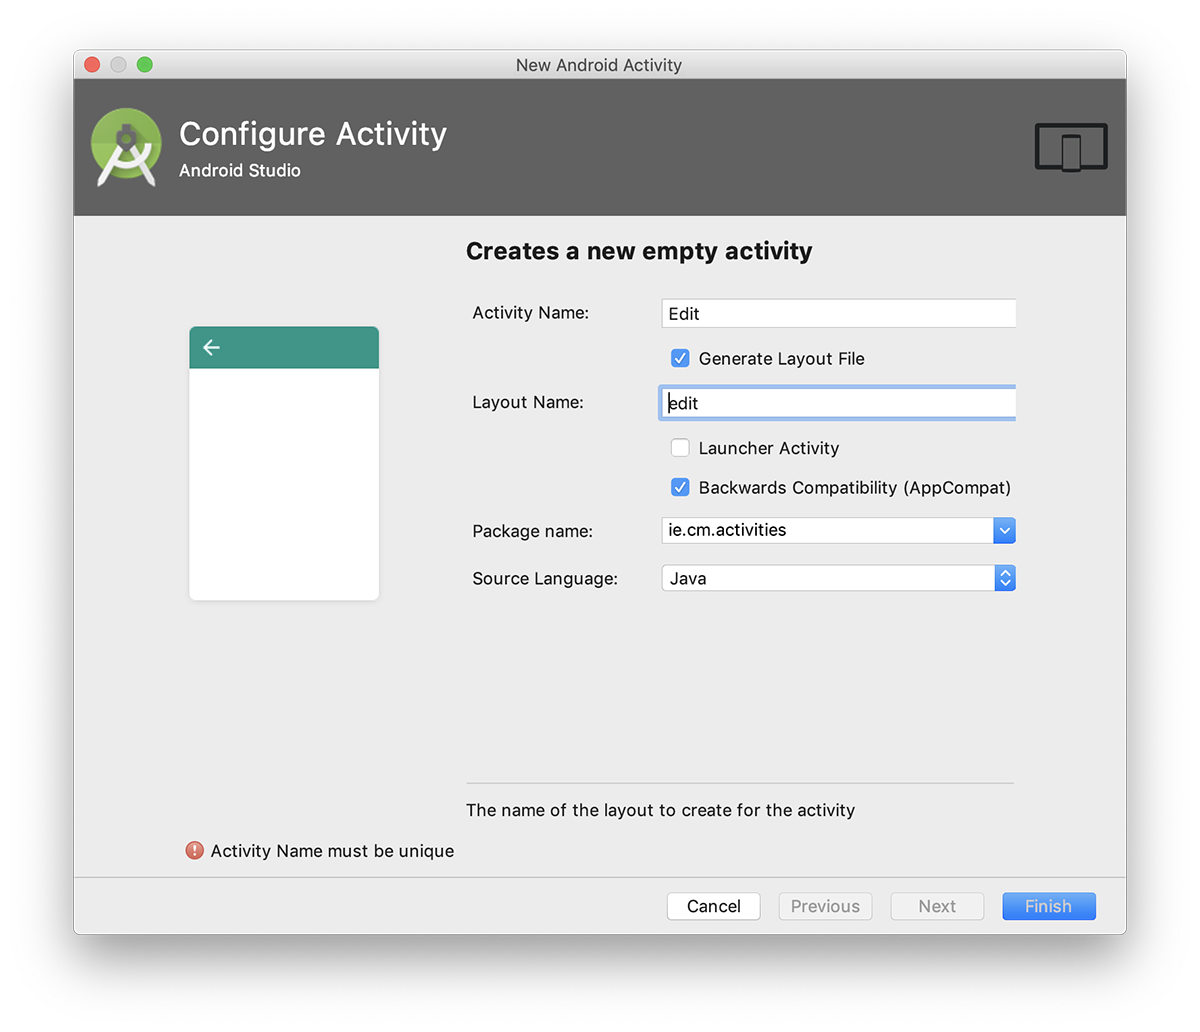 New Android Activity
Configure Activity
Android Studio
Creates a new empty activity
Activity Name: Edit
Generate Layout File
Layout Name: edit
Launcher Activity
Backwards Compatibility (AppCompat)
Package name: ie.cm.activities
Source Language: Java
The name of the layout to create for the activity
Activity Name must be unique
Cancel Previous Next Finish